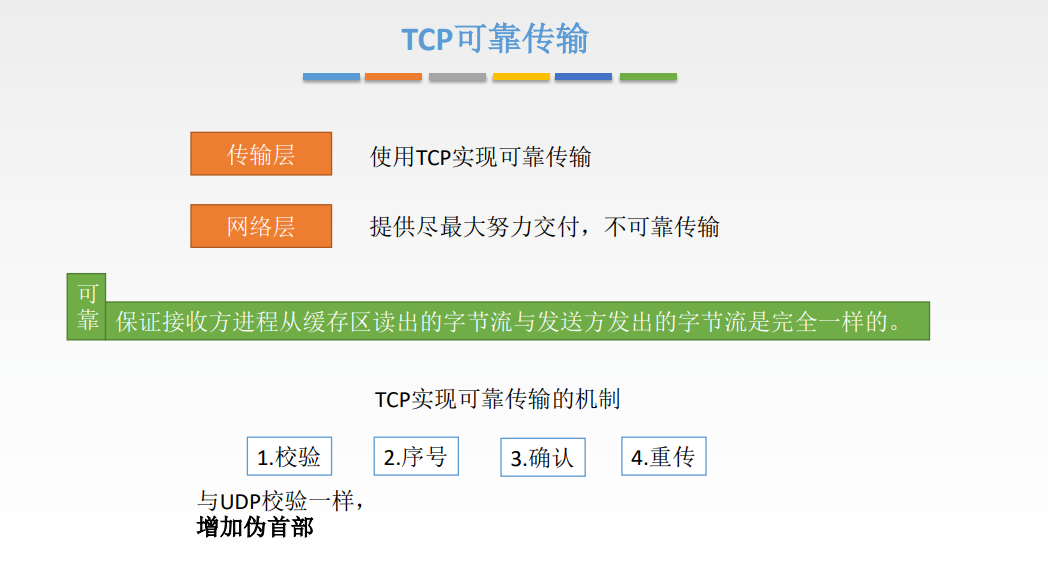 TCP可靠传输
传输层
使用TCP实现可靠传输
网络层
提供尽最大努力交付，不可靠传输
可
靠
保证接收方进程从缓存区读出的字节流与发送方发出的字节流是完全一样的。
TCP实现可靠传输的机制
1.校验
2.序号
3.确认
4.重传
与UDP校验一样，
增加伪首部